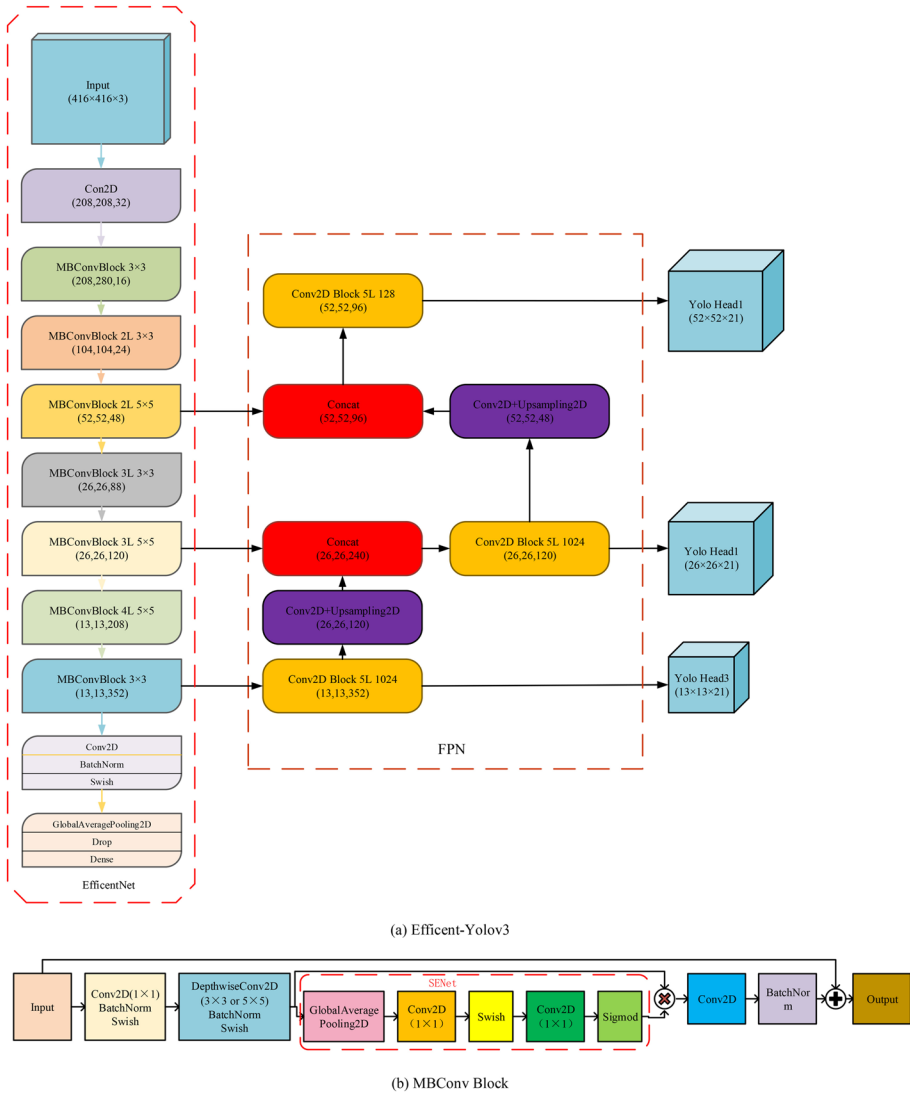 Input
(416×416×3)
Con2D
(208,208,32)
MBConvBlock 3×3
(208,280,16)
MBConvBlock 2L 3×3
(104,104,24)
MBConvBlock 2L 5×5
(52,52,48)
MBConvBlock 3L 3×3
(26,26,88)
MBConvBlock 3L 5×5
(26,26,120)
MBConvBlock 4L 5×5
(13,13,208)
MBConvBlock 3×3
(13,13,352)
Conv2D
BatchNorm
Swish
GlobalAveragePooling2D
Drop
Dense
EfficentNet
Conv2D Block 5L 128
(52,52,96)
Concat
(52,52,96)
Conv2D+Upsampling2D
(52,52,48)
Concat
(26,26,240)
Conv2D Block 5L 1024
(26,26,120)
Conv2D+Upsampling2D
(26,26,120)
Conv2D Block 5L 1024
(13,13,352)
FPN
Yolo Head1
(52×52×21)
Yolo Head1
(26×26×21)
Yolo Head3
(13×13×21)
(a) Efficent-Yolov3
Input
Conv2D(1×1)
BatchNorm
Swish
DepthwiseConv2D
(3×3 or 5×5)
BatchNorm
Swish
SENet
GlobalAverage
Pooling2D
Conv2D
(1×1)
Swish
Conv2D
(1×1)
Sigmod
Conv2D
BatchNor
m
Output
(b) MBConv Block